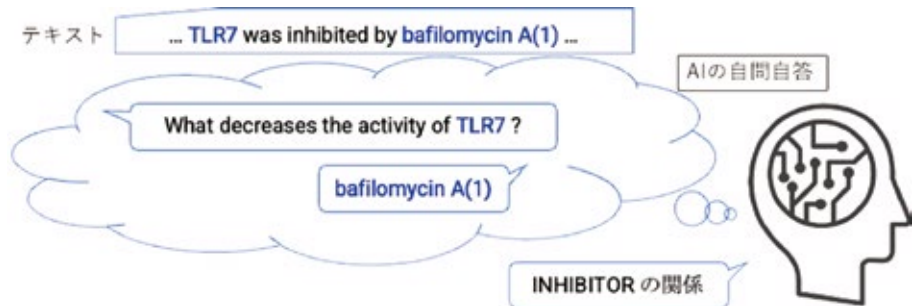 テキスト
... TLR7 was inhibited by bafilomycin A(1) ...
AIの自問自答
What decreases the activity of TLR7 ?
bafilomycin A(1)
INHIBITOR の関係